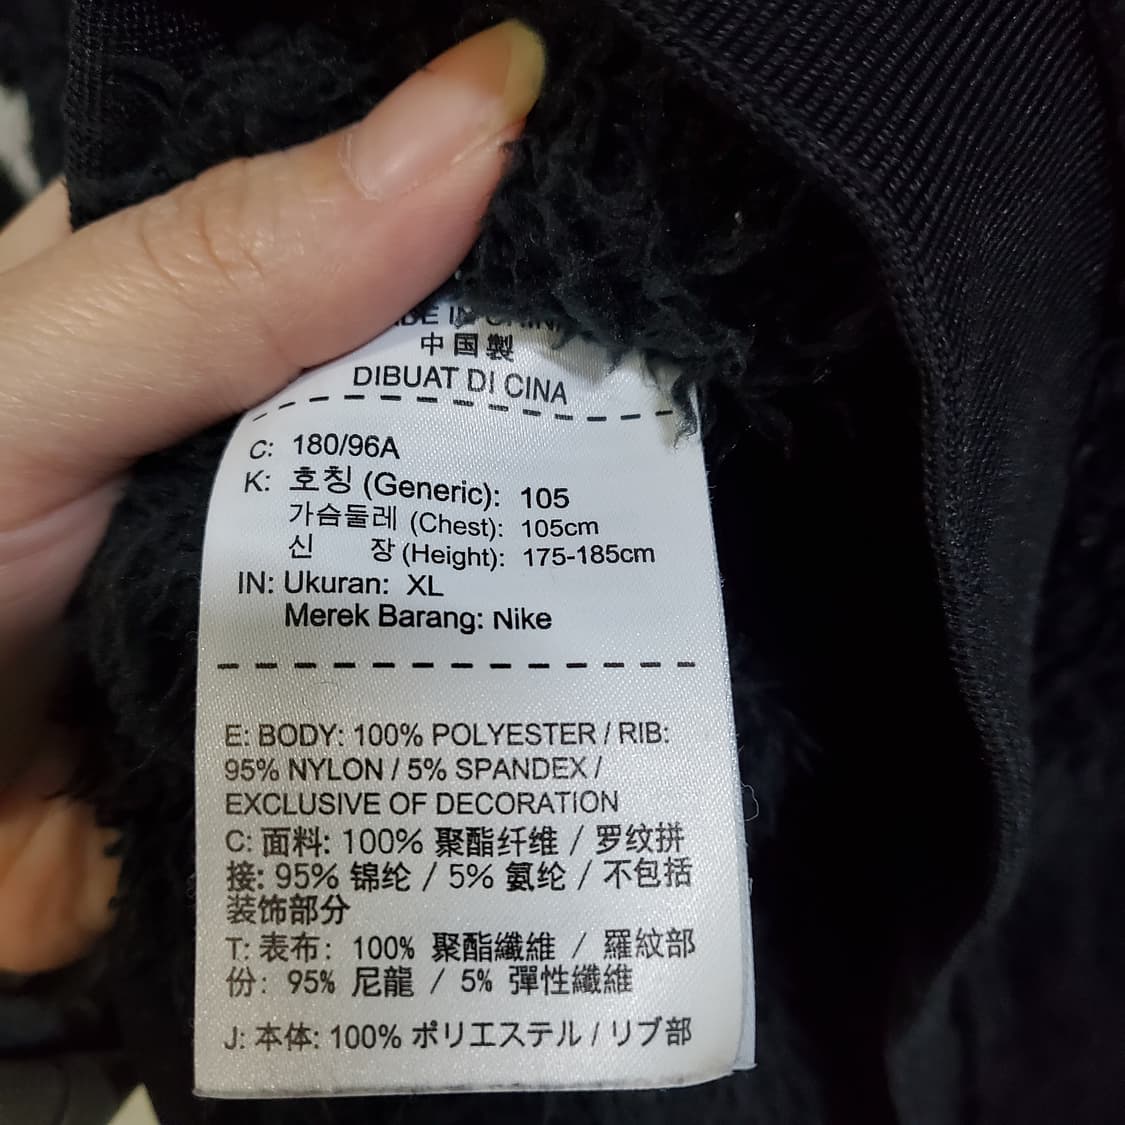 中国製
DIBUAT DI CINA
C: 180/96A
K: 호칭 (Generic): 105
가슴둘레 (Chest): 105cm
신 장 (Height): 175-185cm
IN: Ukuran: XL
Merek Barang: Nike
E: BODY: 100% POLYESTER / RIB:
95% NYLON / 5% SPANDEX /
EXCLUSIVE OF DECORATION
C: 面料: 100% 聚酯纤维 / 罗纹拼
接: 95% 锦纶 / 5% 氨纶 / 不包括
装饰部分
T: 表布: 100% 聚酯纖維 / 羅紋部
份: 95% 尼龍 / 5% 彈性纖維
J: 本体: 100% ポリエステル / リブ部